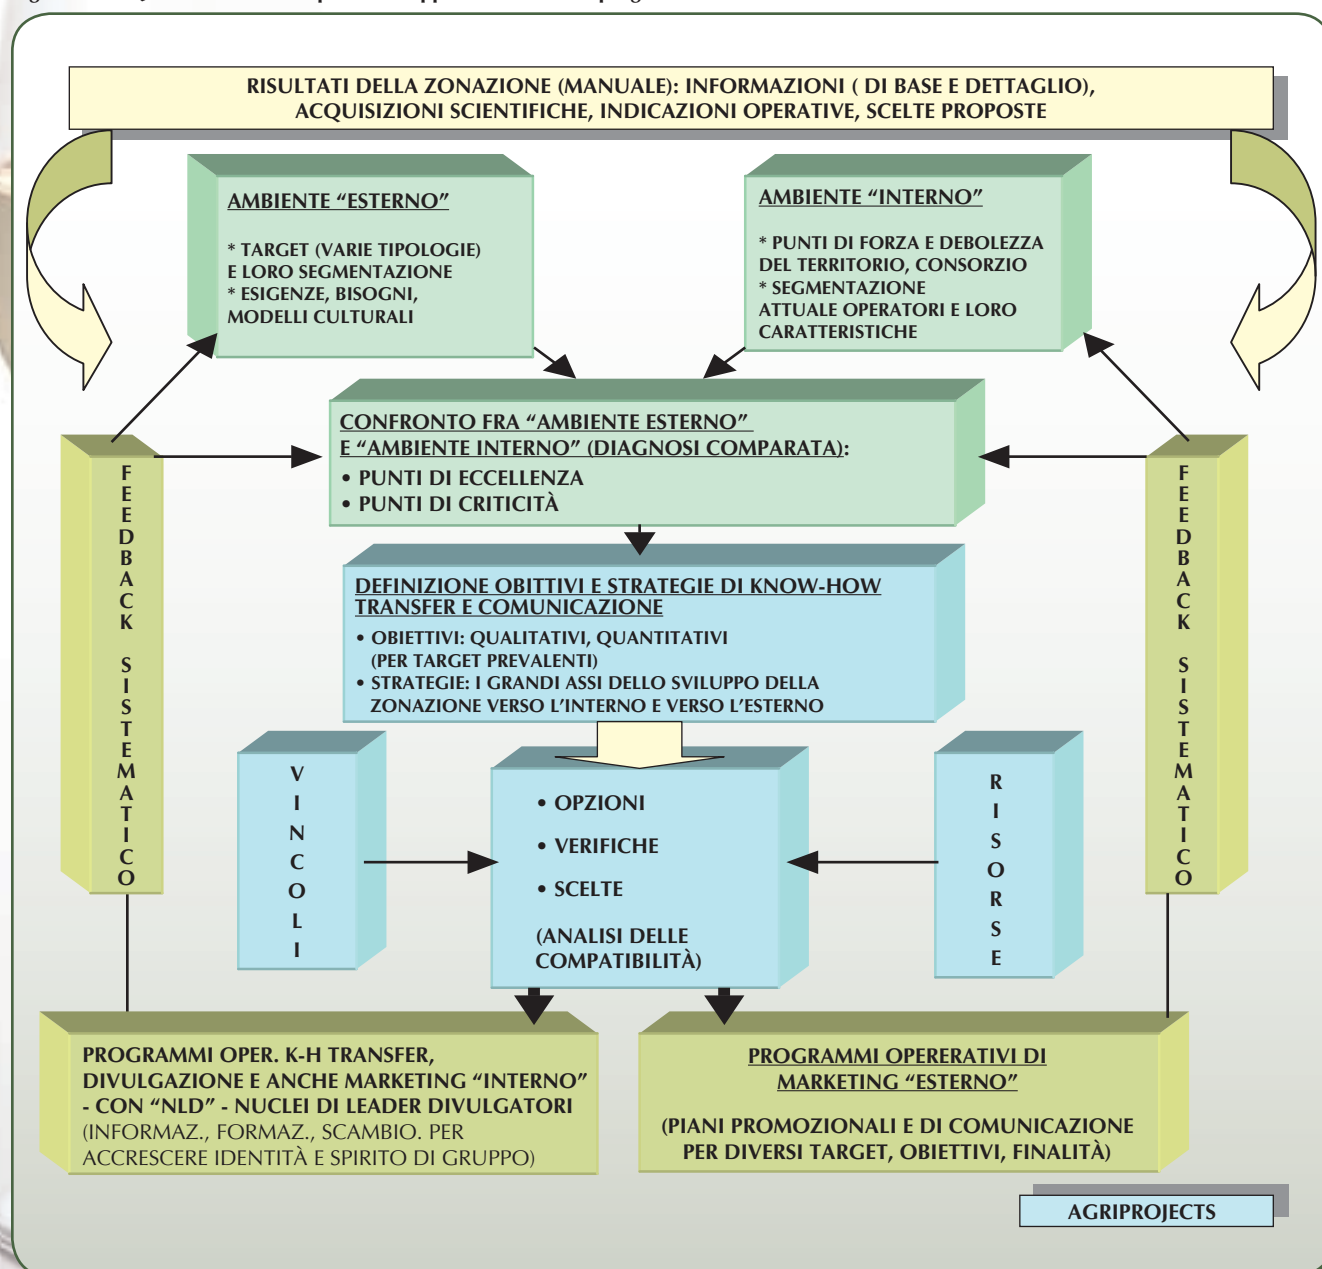 RISULTATI DELLA ZONAZIONE (MANUALE): INFORMAZIONI ( DI BASE E DETTAGLIO),
ACQUISIZIONI SCIENTIFICHE, INDICAZIONI OPERATIVE, SCELTE PROPOSTE
AMBIENTE “ESTERNO”
* TARGET (VARIE TIPOLOGIE)
E LORO SEGMENTAZIONE
* ESIGENZE, BISOGNI,
MODELLI CULTURALI
AMBIENTE “INTERNO”
* PUNTI DI FORZA E DEBOLEZZA
DEL TERRITORIO, CONSORZIO
* SEGMENTAZIONE
ATTUALE OPERATORI E LORO
CARATTERISTICHE
CONFRONTO FRA “AMBIENTE ESTERNO”
E “AMBIENTE INTERNO” (DIAGNOSI COMPARATA):
• PUNTI DI ECCELLENZA
• PUNTI DI CRITICITÀ
FEEDBACK SISTEMATICO
FEEDBACK SISTEMATICO
DEFINIZIONE OBITTIVI E STRATEGIE DI KNOW-HOW
TRANSFER E COMUNICAZIONE
• OBIETTIVI: QUALITATIVI, QUANTITATIVI
(PER TARGET PREVALENTI)
• STRATEGIE: I GRANDI ASSI DELLO SVILUPPO DELLA
ZONAZIONE VERSO L’INTERNO E VERSO L’ESTERNO
VINCOLI
• OPZIONI
• VERIFICHE
• SCELTE
(ANALISI DELLE
COMPATIBILITÀ)
RISORSE
PROGRAMMI OPER. K-H TRANSFER,
DIVULGAZIONE E ANCHE MARKETING “INTERNO”
- CON “NLD” - NUCLEI DI LEADER DIVULGATORI
(INFORMAZ., FORMAZ., SCAMBIO. PER
ACCRESCERE IDENTITÀ E SPIRITO DI GRUPPO)
PROGRAMMI OPERERATIVI DI
MARKETING “ESTERNO”
(PIANI PROMOZIONALI E DI COMUNICAZIONE
PER DIVERSI TARGET, OBIETTIVI, FINALITÀ)
AGRIPROJECTS